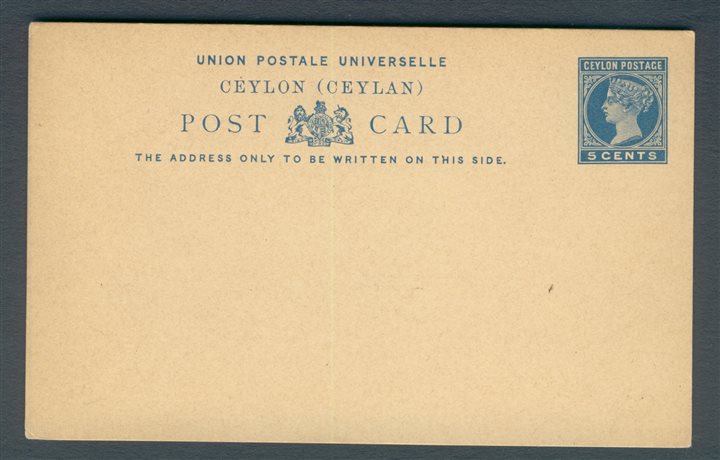 UNION POSTALE UNIVERSELLE
CEYLON (CEYLAN)
POST CARD
THE ADDRESS ONLY TO BE WRITTEN ON THIS SIDE.
CEYLON POSTAGE
5 CENTS